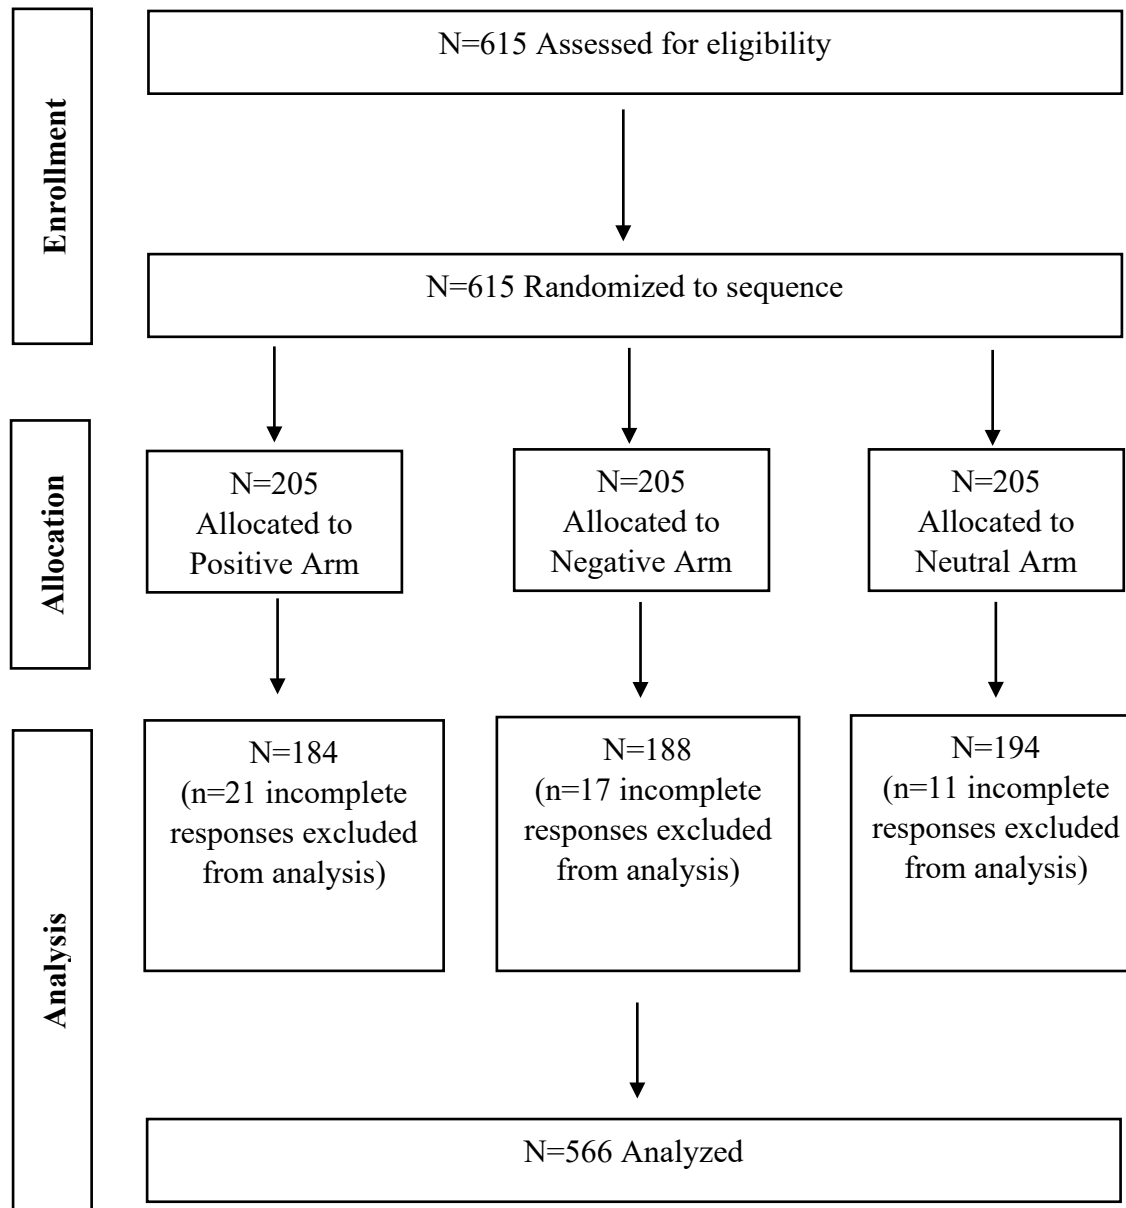 Enrollment
N=615 Assessed for eligibility
N=615 Randomized to sequence
Allocation
N=205
Allocated to
Positive Arm
N=205
Allocated to
Negative Arm
N=205
Allocated to
Neutral Arm
Analysis
N=184
(n=21 incomplete
responses excluded
from analysis)
N=188
(n=17 incomplete
responses excluded
from analysis)
N=194
(n=11 incomplete
responses excluded
from analysis)
N=566 Analyzed